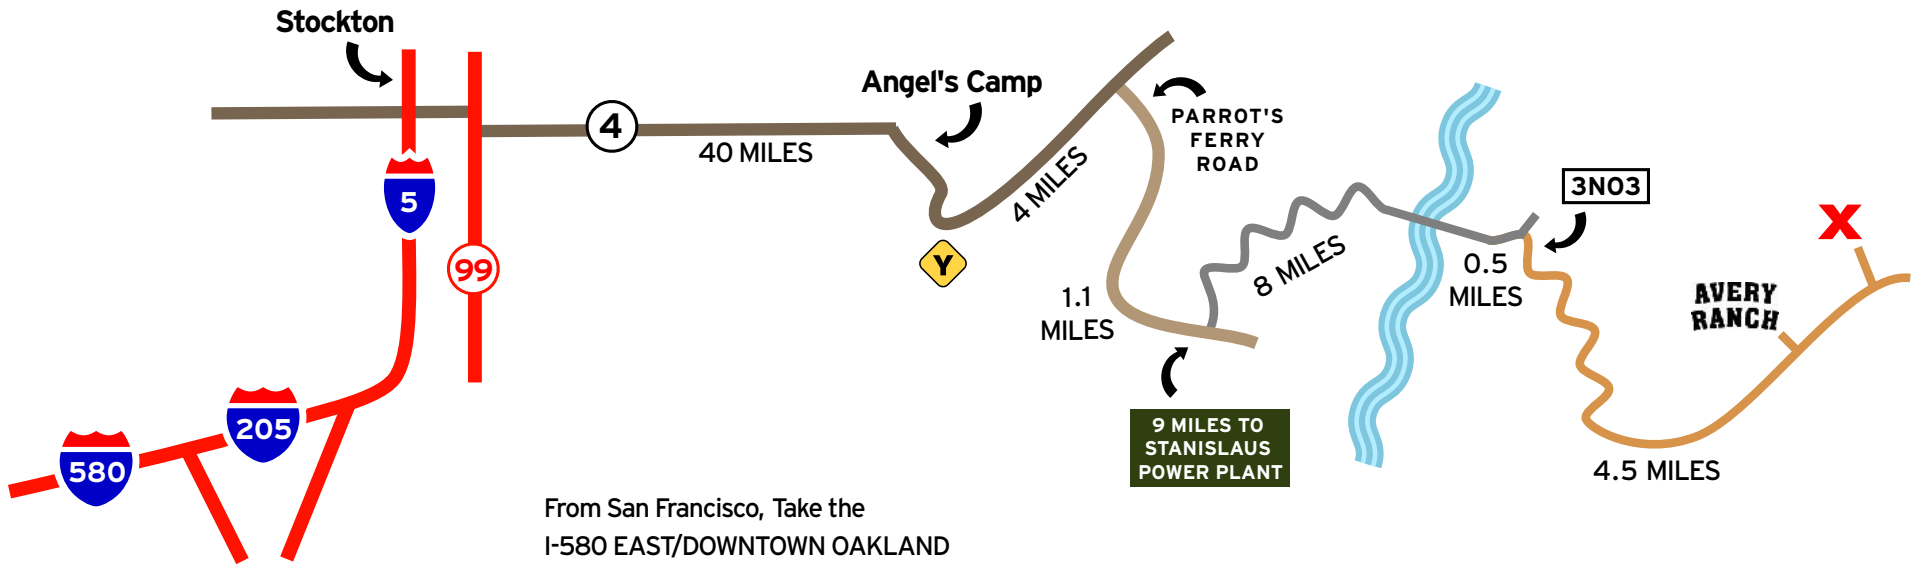 Stockton
Angel's Camp
4
40 MILES
4 MILES
PARROT'S
FERRY
ROAD
5
99
Y
1.1
MILES
8 MILES
3N03
0.5
MILES
X
AVERY
RANCH
205
580
9 MILES TO
STANISLAUS
POWER PLANT
4.5 MILES
From San Francisco, Take the
I-580 EAST/DOWNTOWN OAKLAND